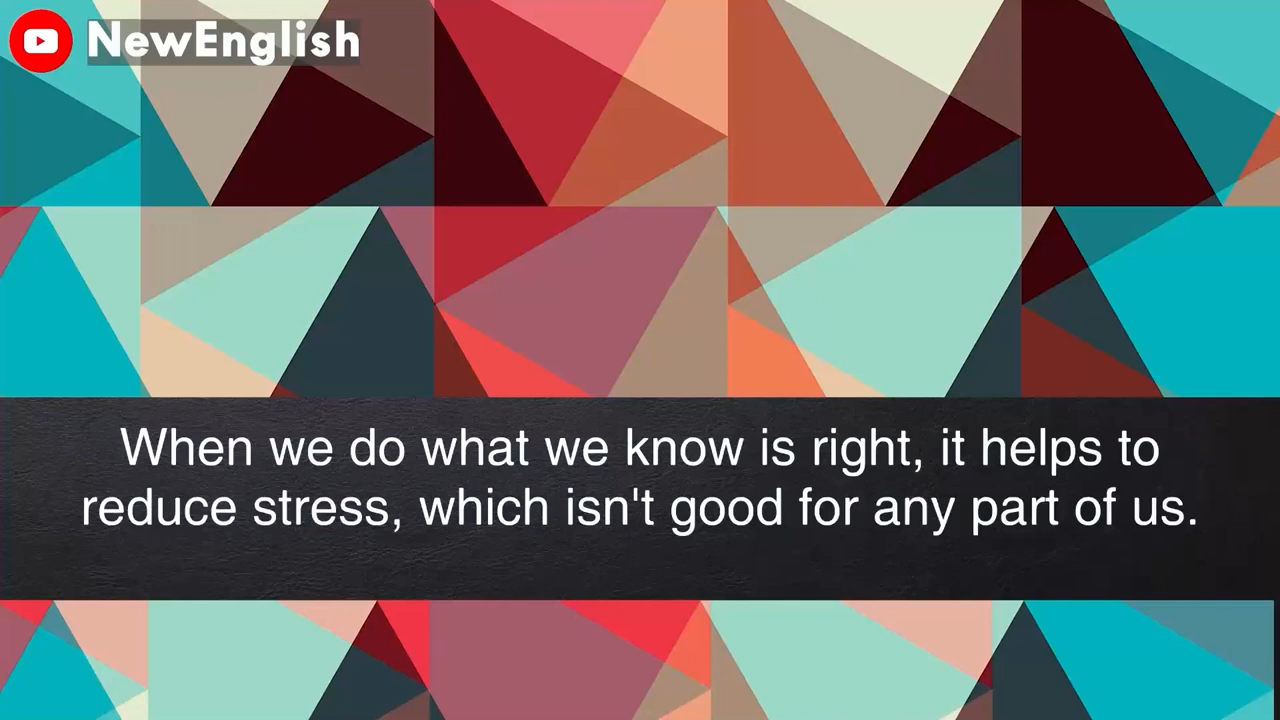 NewEnglish
When we do what we know is right, it helps to
reduce stress, which isn't good for any part of us.